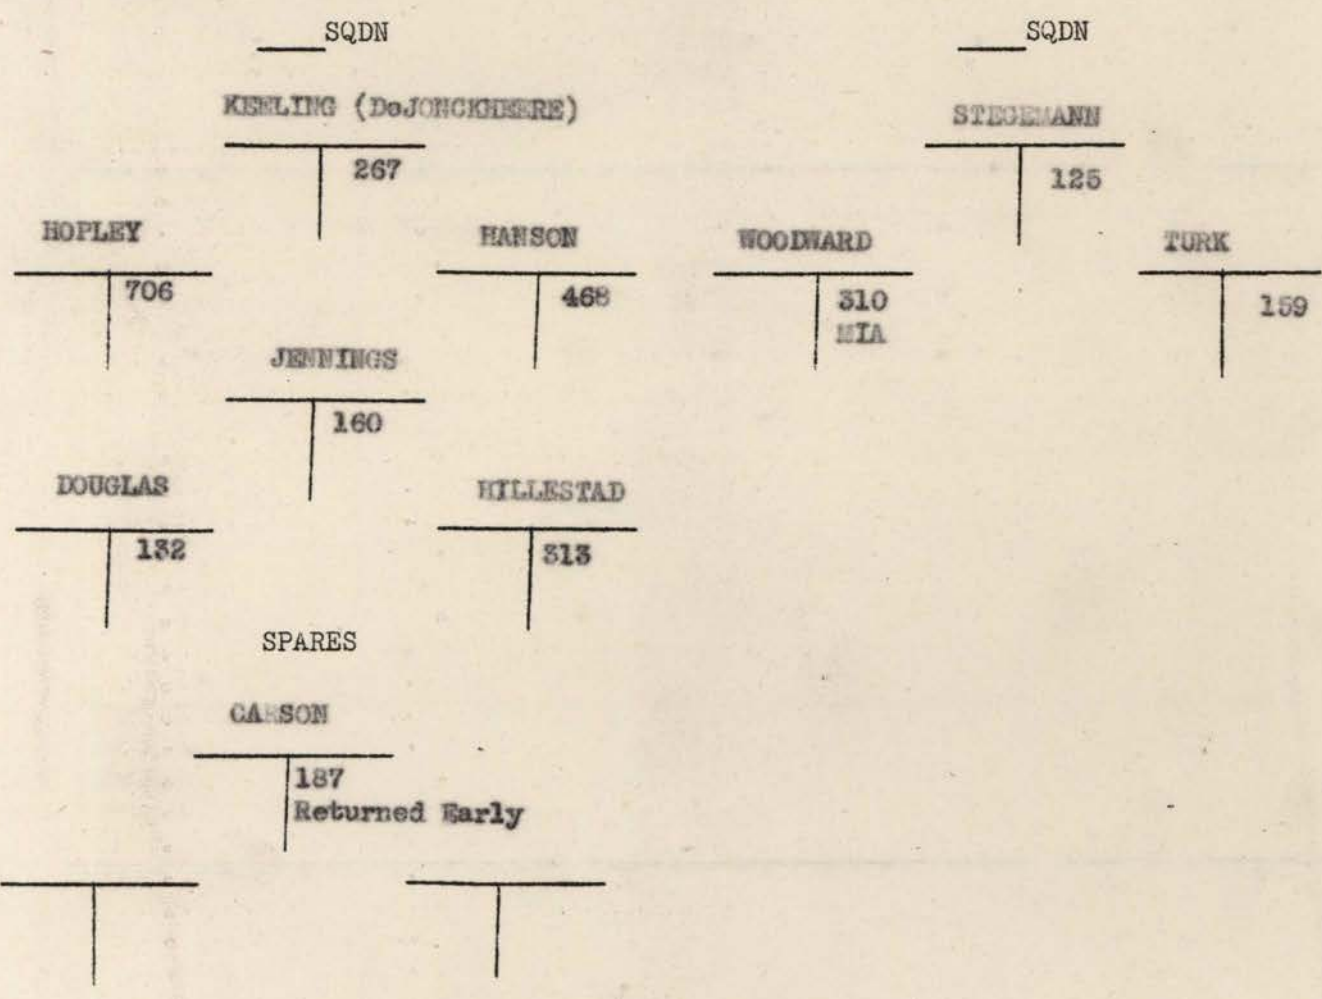 SQDN
KEELING (DeJONCKHEERE)
267
HOPLEY
706
HANSON
468
JENNINGS
160
DOUGLAS
132
HILLESTAD
313
SPARES
CARSON
187
Returned Early
SQDN
STEGEMANN
125
WOODWARD
310
MIA
TURK
159